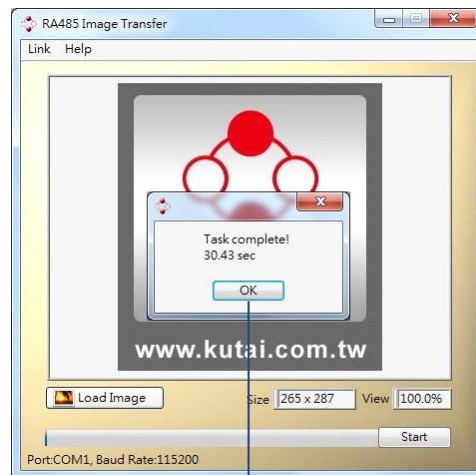 RA485 Image Transfer
Link Help
Task complete!
30.43 sec
OK
www.kutai.com.tw
Load Image
Size 265 x 287 View 100.0%
Start
Port:COM1, Baud Rate:115200